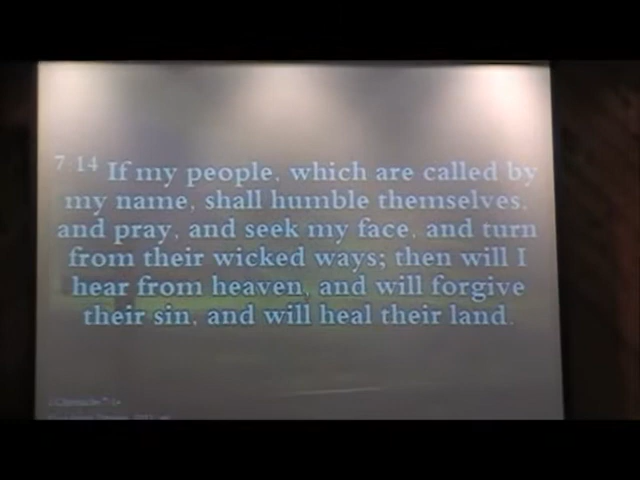 7:14 If my people, which are called by
my name, shall humble themselves,
and pray, and seek my face, and turn
from their wicked ways; then will I
hear from heaven, and will forgive
their sin, and will heal their land.